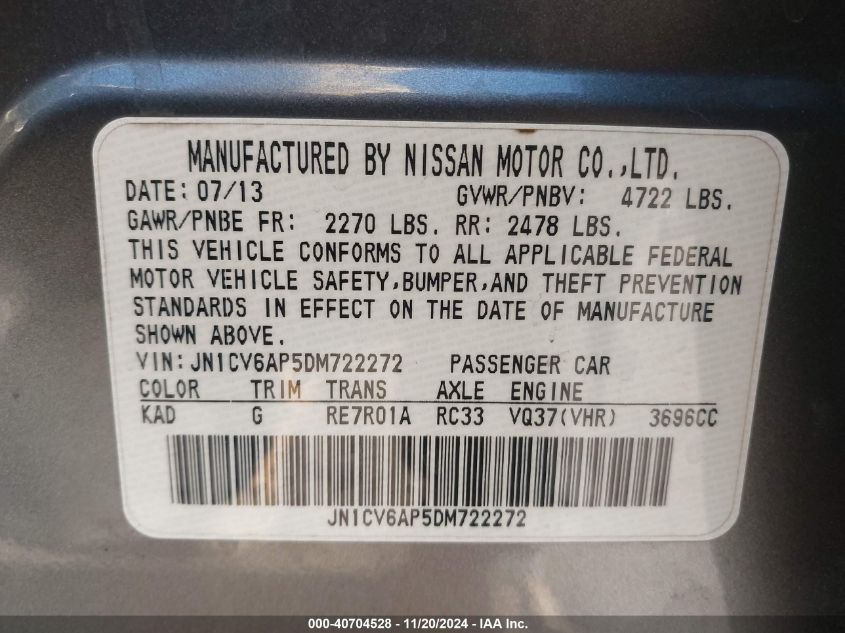 MANUFACTURED BY NISSAN MOTOR CO.,LTD.
DATE: 07/13 GVWR/PNBV: 4722 LBS.
GAWR/PNBE FR: 2270 LBS. RR: 2478 LBS.
THIS VEHICLE CONFORMS TO ALL APPLICABLE FEDERAL
MOTOR VEHICLE SAFETY,BUMPER,AND THEFT PREVENTION
STANDARDS IN EFFECT ON THE DATE OF MANUFACTURE
SHOWN ABOVE.
VIN:JN1CV6AP5DM722272 PASSENGER CAR
COLOR TRIM TRANS AXLE ENGINE
KAD G RE7R01A RC33 VQ37(VHR) 3696CC
JN1CV6AP5DM722272
000-40704528 - 11/20/2024 - IAA Inc.